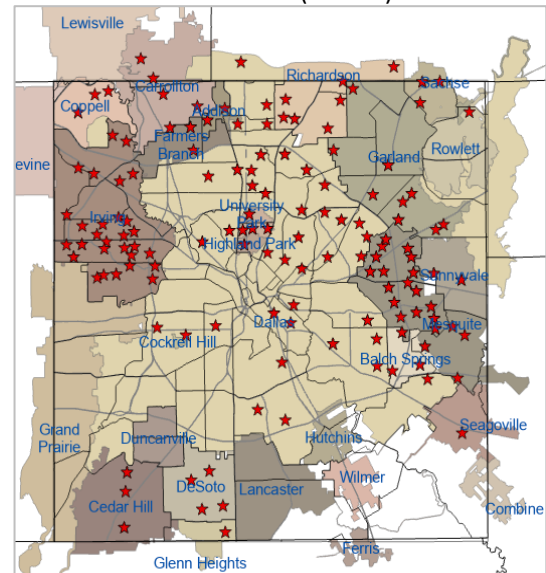 Lewisville
Richardson
Carrollton
Sachse
Coppell
Addison
Farmers
Branch
Garland
Rowlett
evine
University
Park
Irving
Highland Park
Sunnyvale
Dallas
Mesquite
Cockrell Hill
Balch Springs
Grand
Prairie
Duncanville
Hutchins
Seagoville
DeSoto
Lancaster
Wilmer
Cedar Hill
Combine
Ferris
Glenn Heights